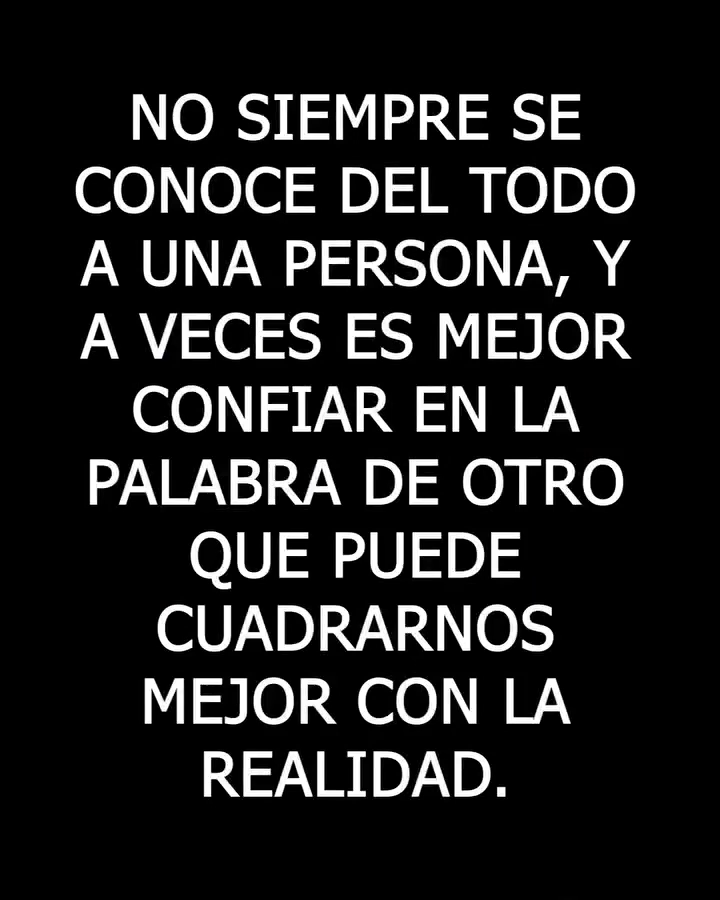 NO SIEMPRE SE
CONOCE DEL TODO
A UNA PERSONA, Y
A VECES ES MEJOR
CONFIAR EN LA
PALABRA DE OTRO
QUE PUEDE
CUADRARNOS
MEJOR CON LA
REALIDAD.